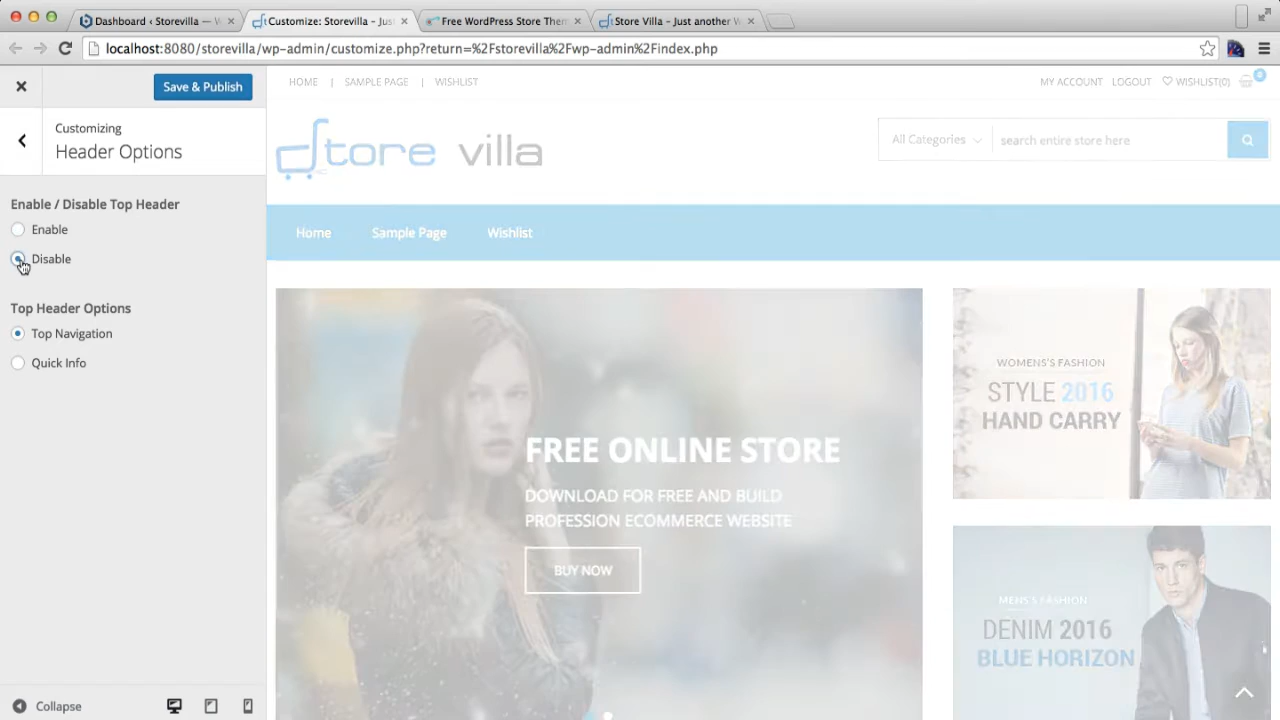 Dashboard ‹ Storevilla — W
Customize: Storevilla – Jus
Free WordPress Store Them
Store Villa – Just another W
localhost:8080/storevilla/wp-admin/customize.php?return=%2Fstorevilla%2Fwp-admin%2Findex.php
Save & Publish
Customizing
Header Options
Enable / Disable Top Header
Enable
Disable
Top Header Options
Top Navigation
Quick Info
Collapse
HOME | SAMPLE PAGE | WISHLIST
MY ACCOUNT LOGOUT WISHLIST(0) 0
store villa
All Categories search entire store here
Home Sample Page Wishlist
FREE ONLINE STORE
DOWNLOAD FOR FREE AND BUILD
PROFESSION ECOMMERCE WEBSITE
BUY NOW
WOMENS'S FASHION
STYLE 2016
HAND CARRY
MENS'S FASHION
DENIM 2016
BLUE HORIZON